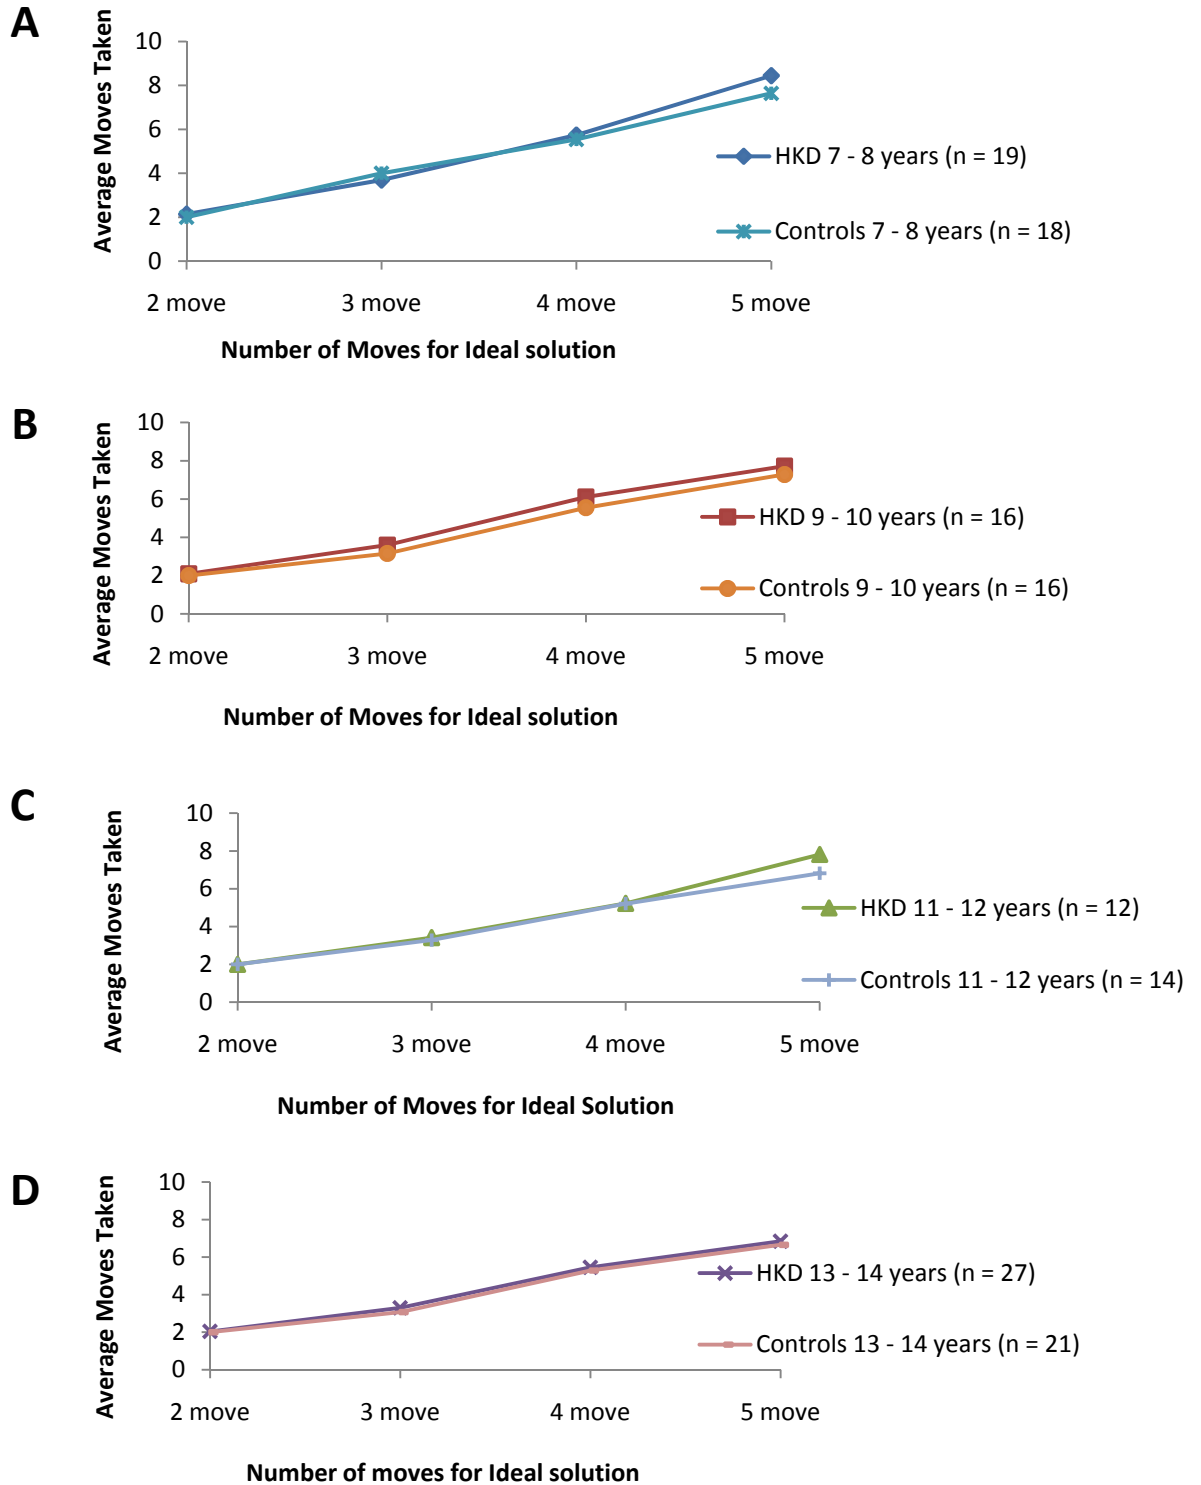 A
Average Moves Taken
10
8
6
4
2
0
2 move 3 move 4 move 5 move
Number of Moves for Ideal solution
HKD 7 - 8 years (n = 19)
Controls 7 - 8 years (n = 18)
B
Average Moves Taken
10
8
6
4
2
0
2 move 3 move 4 move 5 move
Number of Moves for Ideal solution
HKD 9 - 10 years (n = 16)
Controls 9 - 10 years (n = 16)
C
Average Moves Taken
10
8
6
4
2
0
2 move 3 move 4 move 5 move
Number of Moves for Ideal Solution
HKD 11 - 12 years (n = 12)
Controls 11 - 12 years (n = 14)
D
Average Moves Taken
10
8
6
4
2
0
2 move 3 move 4 move 5 move
Number of moves for Ideal solution
HKD 13 - 14 years (n = 27)
Controls 13 - 14 years (n = 21)